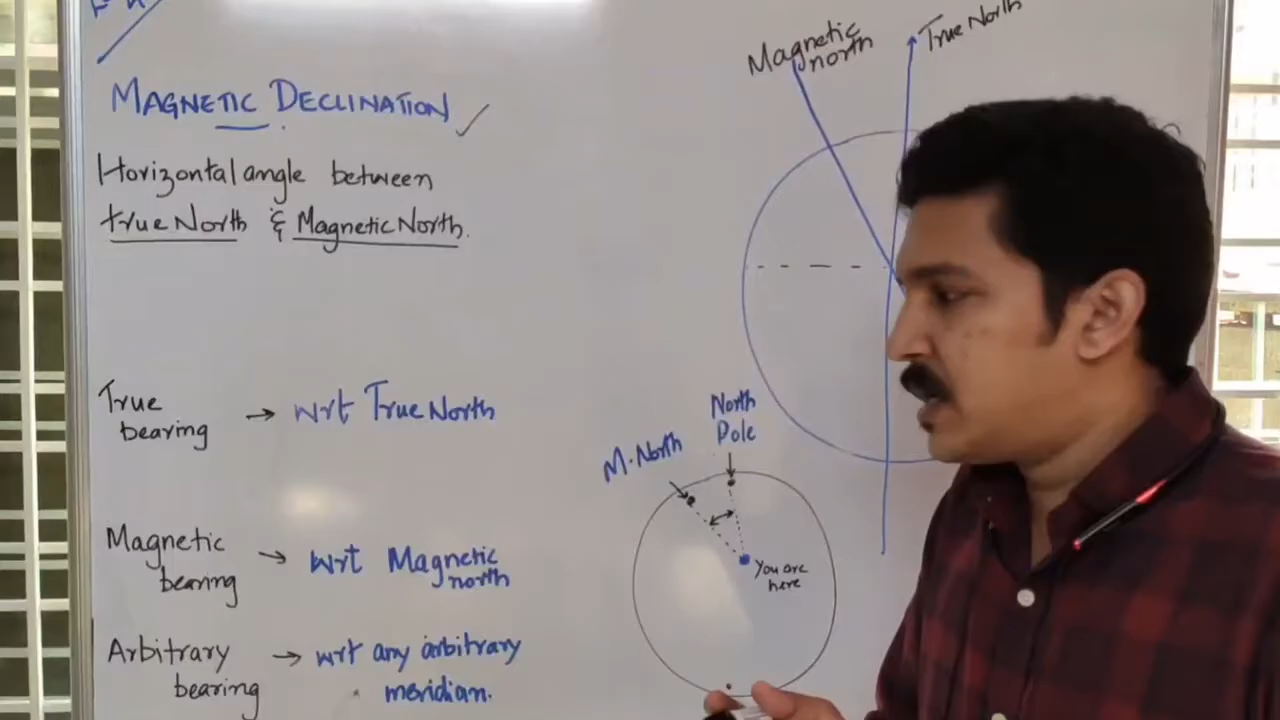 MAGNETIC DECLINATION
Horizontal angle between
true North & Magnetic North.
True
bearing → wrt True North
Magnetic
bearing → wrt Magnetic
north
Arbitrary
bearing → wrt any arbitrary
meridian.
Magnetic
north
True North
North
Pole
M. North
You are
here